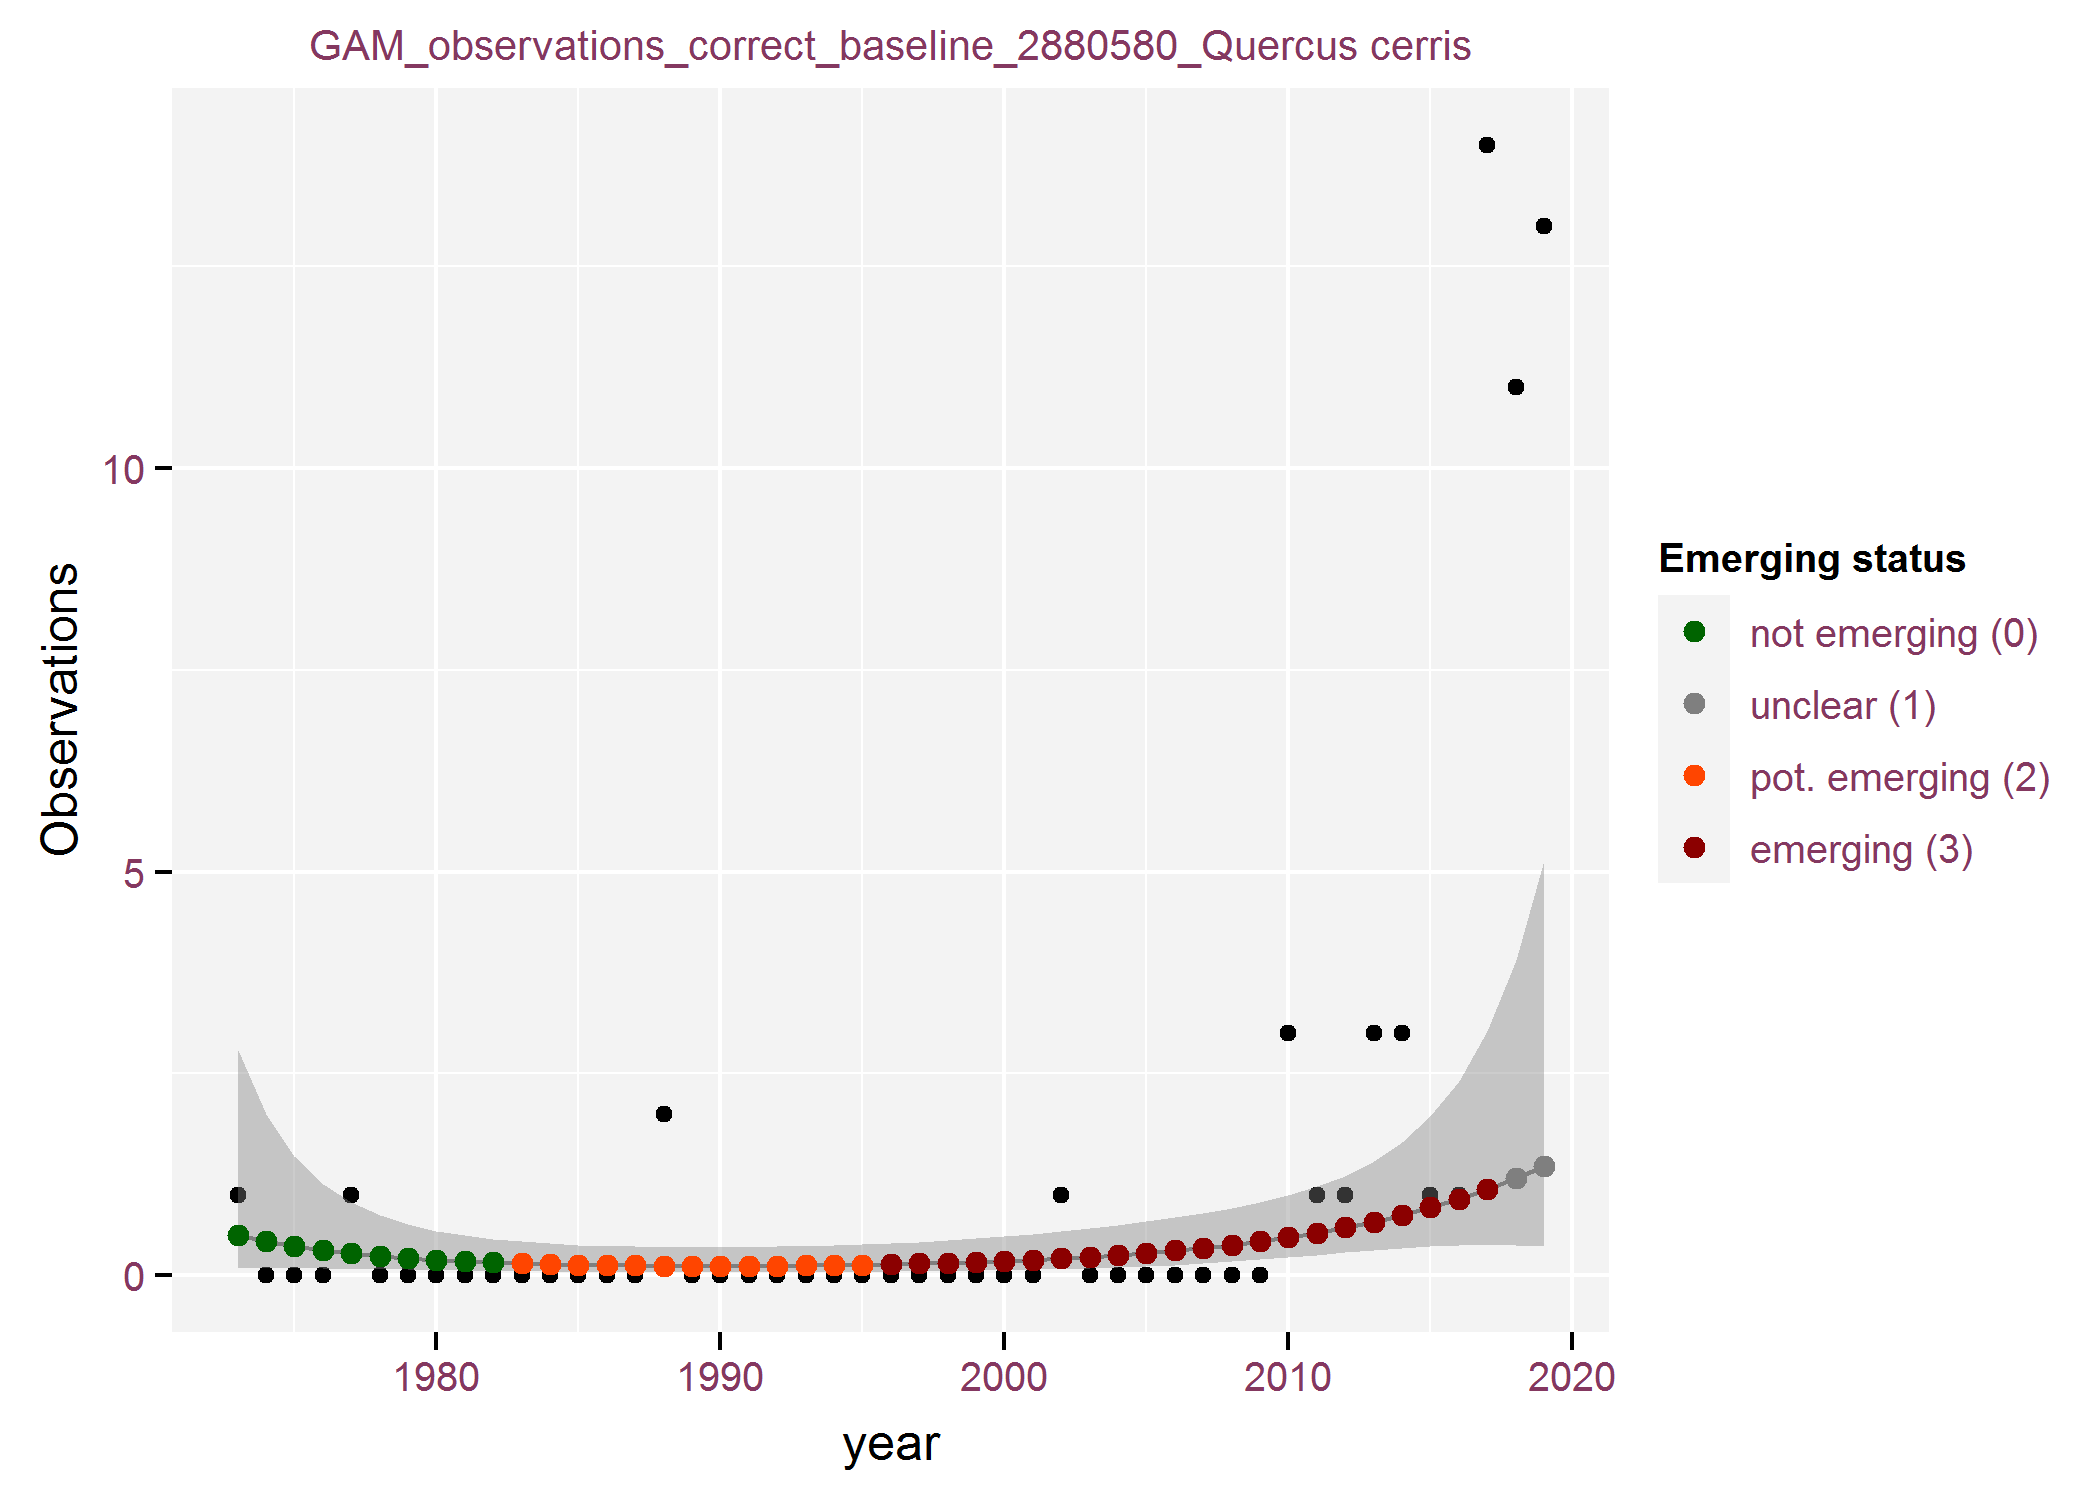 GAM_observations_correct_baseline_2880580_Quercus cerris
Observations
10
5
0
1980 1990 2000 2010 2020
year
Emerging status
not emerging (0)
unclear (1)
pot. emerging (2)
emerging (3)